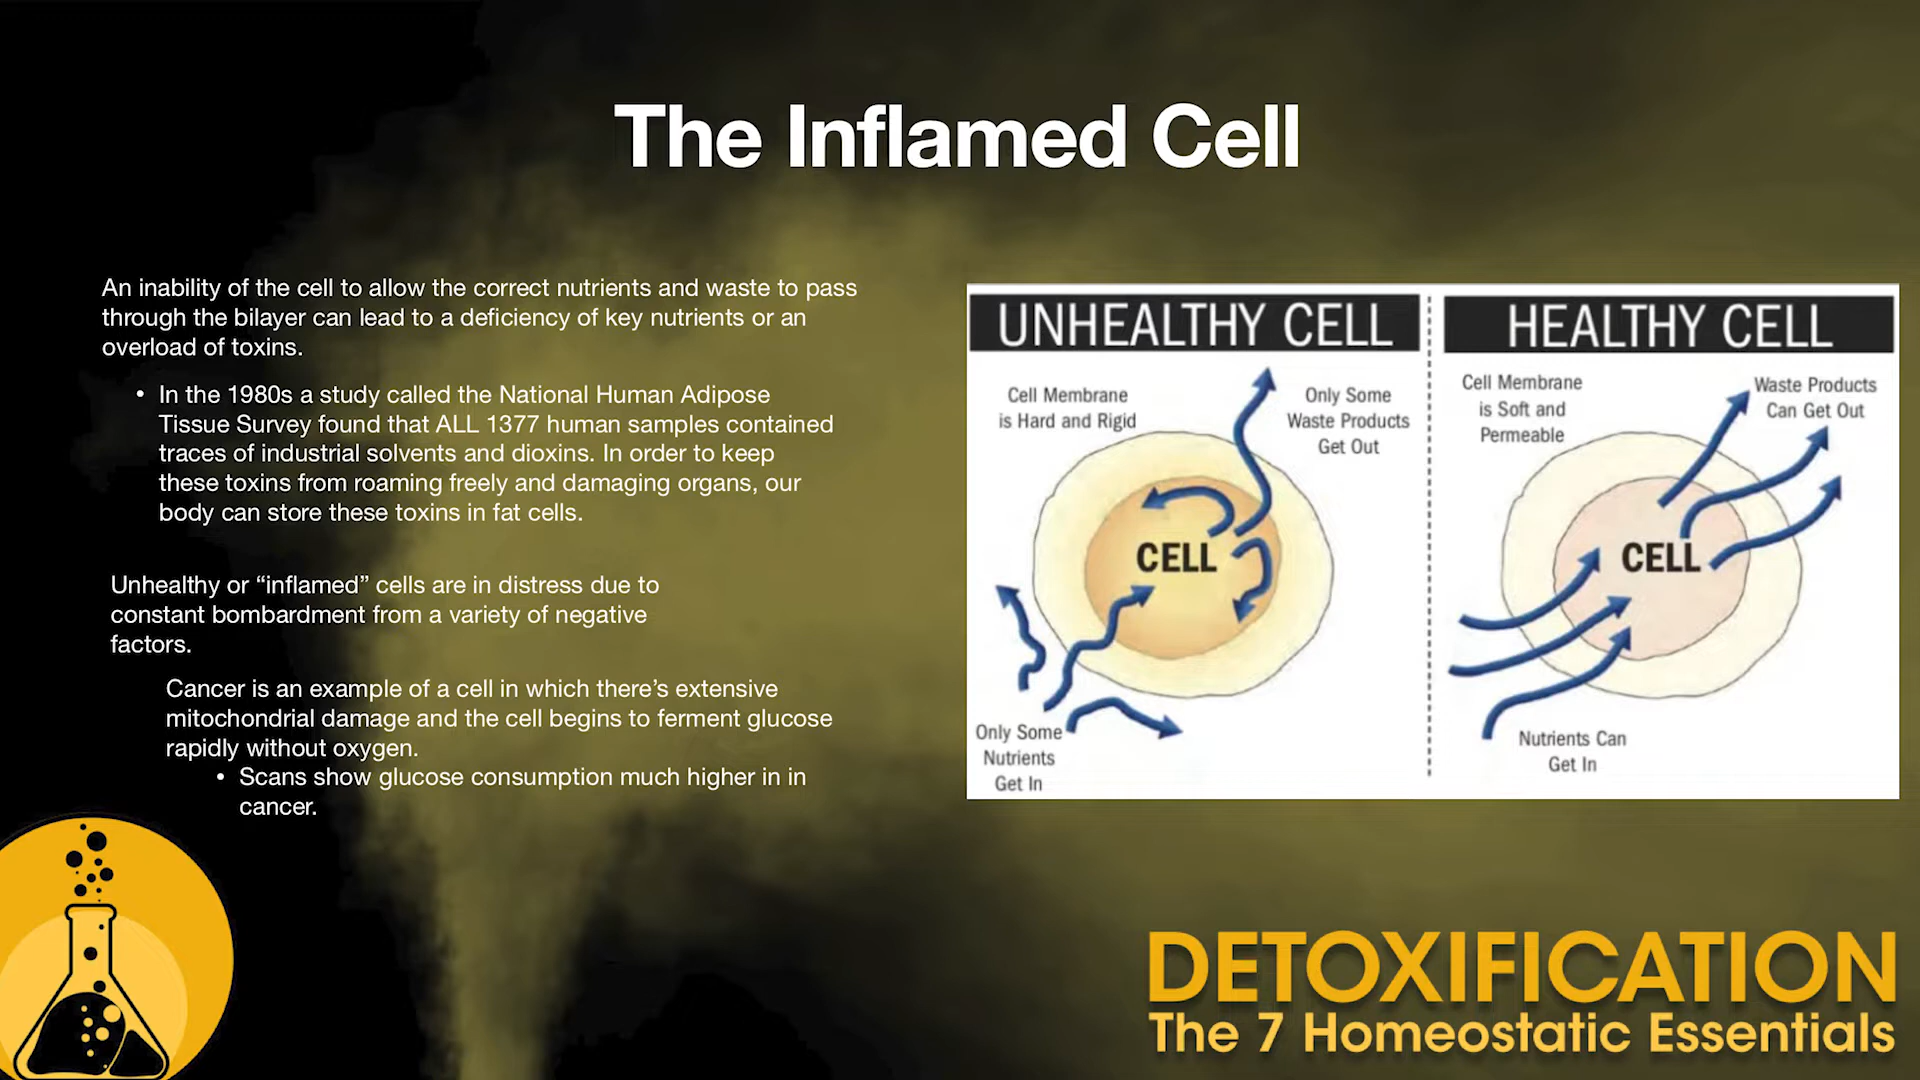 The Inflamed Cell
An inability of the cell to allow the correct nutrients and waste to pass
through the bilayer can lead to a deficiency of key nutrients or an
overload of toxins.
• In the 1980s a study called the National Human Adipose
Tissue Survey found that ALL 1377 human samples contained
traces of industrial solvents and dioxins. In order to keep
these toxins from roaming freely and damaging organs, our
body can store these toxins in fat cells.
Unhealthy or “inflamed” cells are in distress due to
constant bombardment from a variety of negative
factors.
Cancer is an example of a cell in which there’s extensive
mitochondrial damage and the cell begins to ferment glucose
rapidly without oxygen.
• Scans show glucose consumption much higher in in
cancer.
UNHEALTHY CELL
Cell Membrane
is Hard and Rigid
Only Some
Waste Products
Get Out
CELL
Only Some
Nutrients
Get In
HEALTHY CELL
Cell Membrane
is Soft and
Permeable
Waste Products
Can Get Out
CELL
Nutrients Can
Get In
DETOXIFICATION
The 7 Homeostatic Essentials